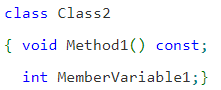 class Class2
{ void Method1() const;
int MemberVariable1;}